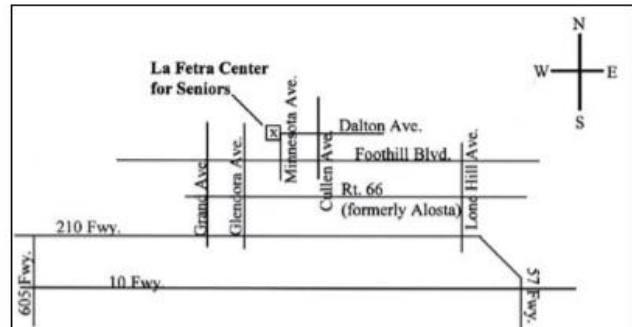 N
La Fetra Center
for Seniors
W
E
S
Minnesota Ave.
Dalton Ave.
Foothill Blvd.
Cullen Ave.
Grand Ave.
Glendora Ave.
Rt. 66
(formerly Alosta)
Lone Hill Ave.
210 Fwy.
605 Fwy.
10 Fwy.
57 Fwy.
x